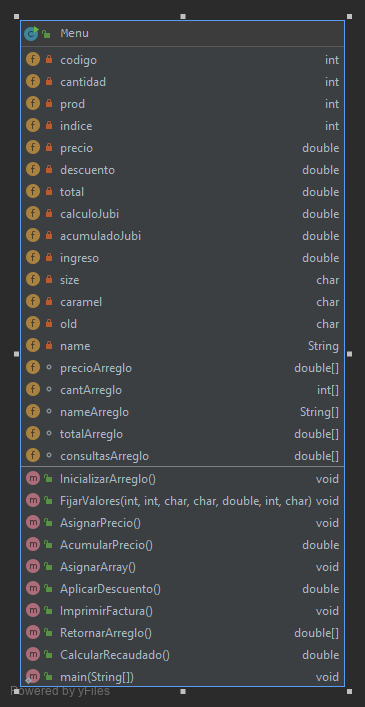 Menu
codigo int
cantidad int
prod int
indice int
precio double
descuento double
total double
calculoJubi double
acumuladoJubi double
ingreso double
size char
caramel char
old char
name String
precioArreglo double[]
cantArreglo int[]
nameArreglo String[]
totalArreglo double[]
consultasArreglo double[]
InicializarArreglo() void
FijarValores(int, int, char, char, double, int, char) void
AsignarPrecio() void
AcumularPrecio() double
AsignarArray() void
AplicarDescuento() double
ImprimirFactura() void
RetornarArreglo() double[]
CalcularRecaudado() double
main(String[]) void
Powered by yFiles